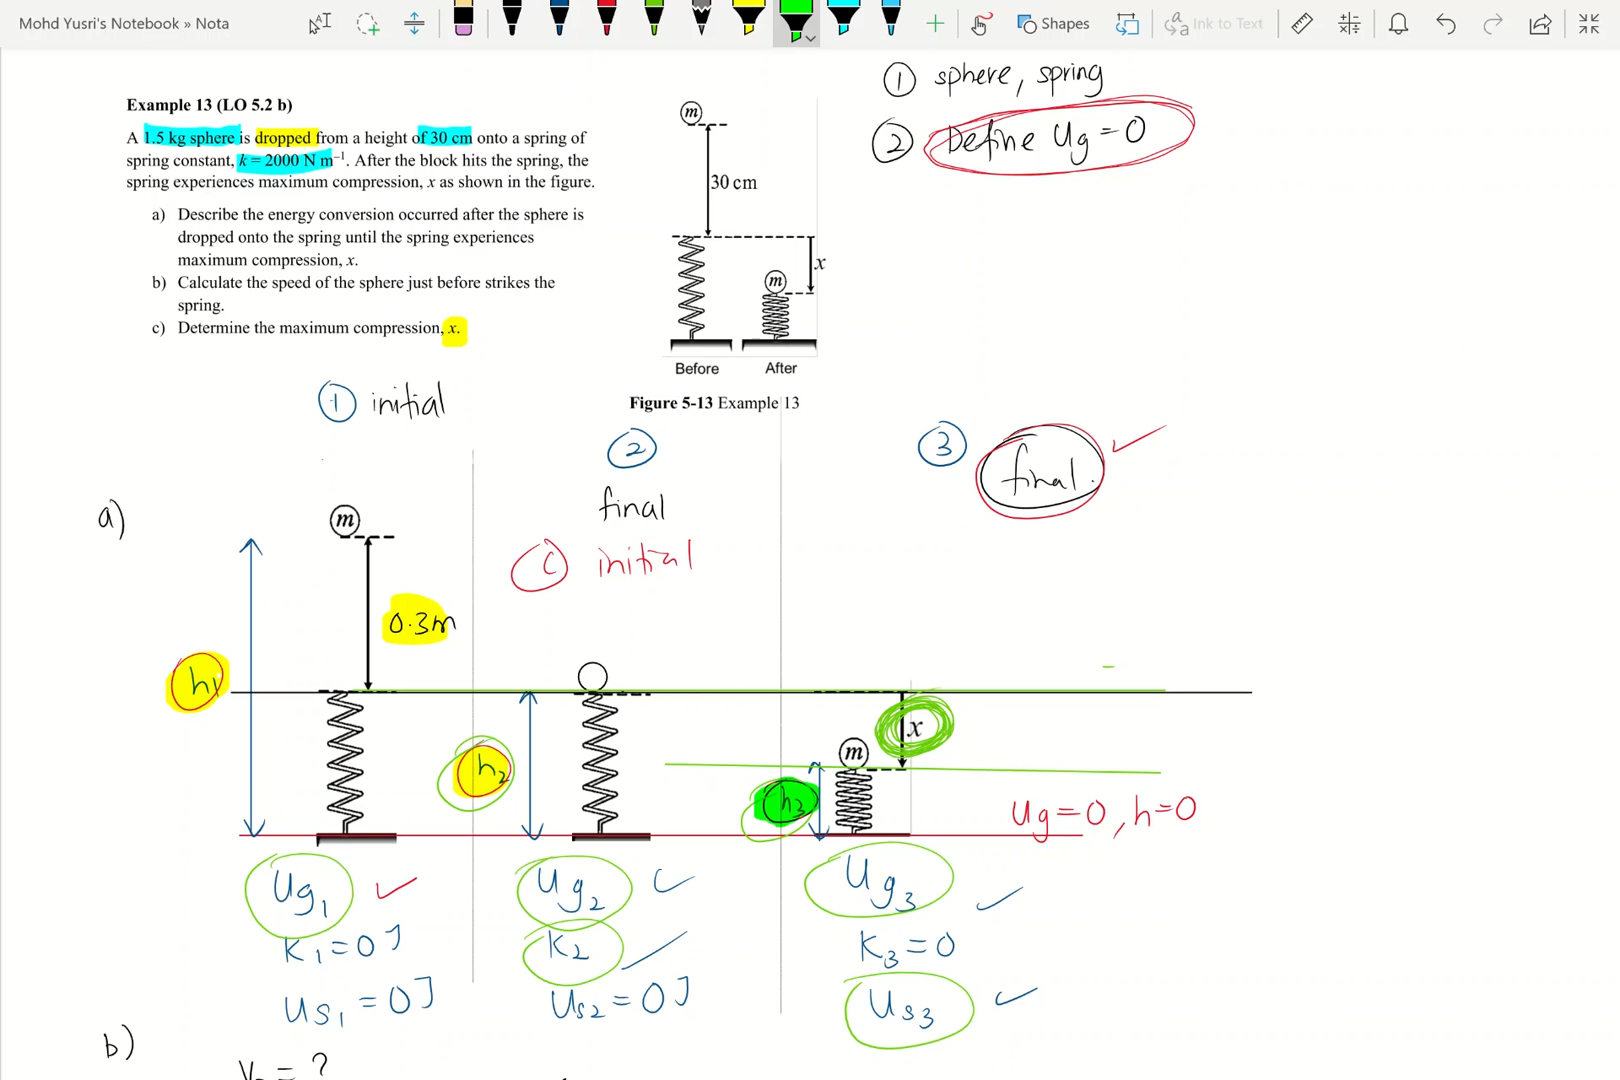 Mohd Yusri's Notebook » Nota
Shapes
Ink to Text
① sphere, spring
② Define Ug=0
Example 13 (LO 5.2 b)
A 1.5 kg sphere is dropped from a height of 30 cm onto a spring of
spring constant, k = 2000 N m⁻¹. After the block hits the spring, the
spring experiences maximum compression, x as shown in the figure.
a) Describe the energy conversion occurred after the sphere is
dropped onto the spring until the spring experiences
maximum compression, x.
b) Calculate the speed of the sphere just before strikes the
spring.
c) Determine the maximum compression, x.
m
30 cm
x
m
Before After
Figure 5-13 Example 13
① initial
②
final
Ⓒ initial
③ final.
a)
m
0.3m
h₁
h₂
x
m
h₃
Ug=0, h=0
Ug₁
K₁=0J
Us₁=0J
Ug₂
K₂
Us₂=0J
Ug₃
K₃=0
Us₃
b)
= ?